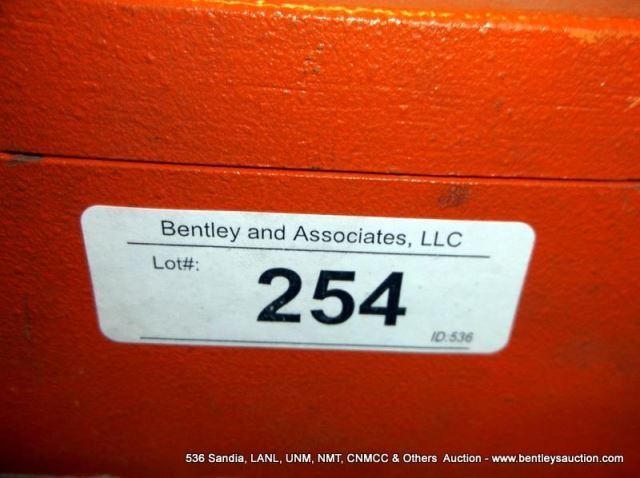 Bentley and Associates, LLC
Lot#:
254
ID:536
536 Sandia, LANL, UNM, NMT, CNMCC & Others Auction - www.bentleysauction.com